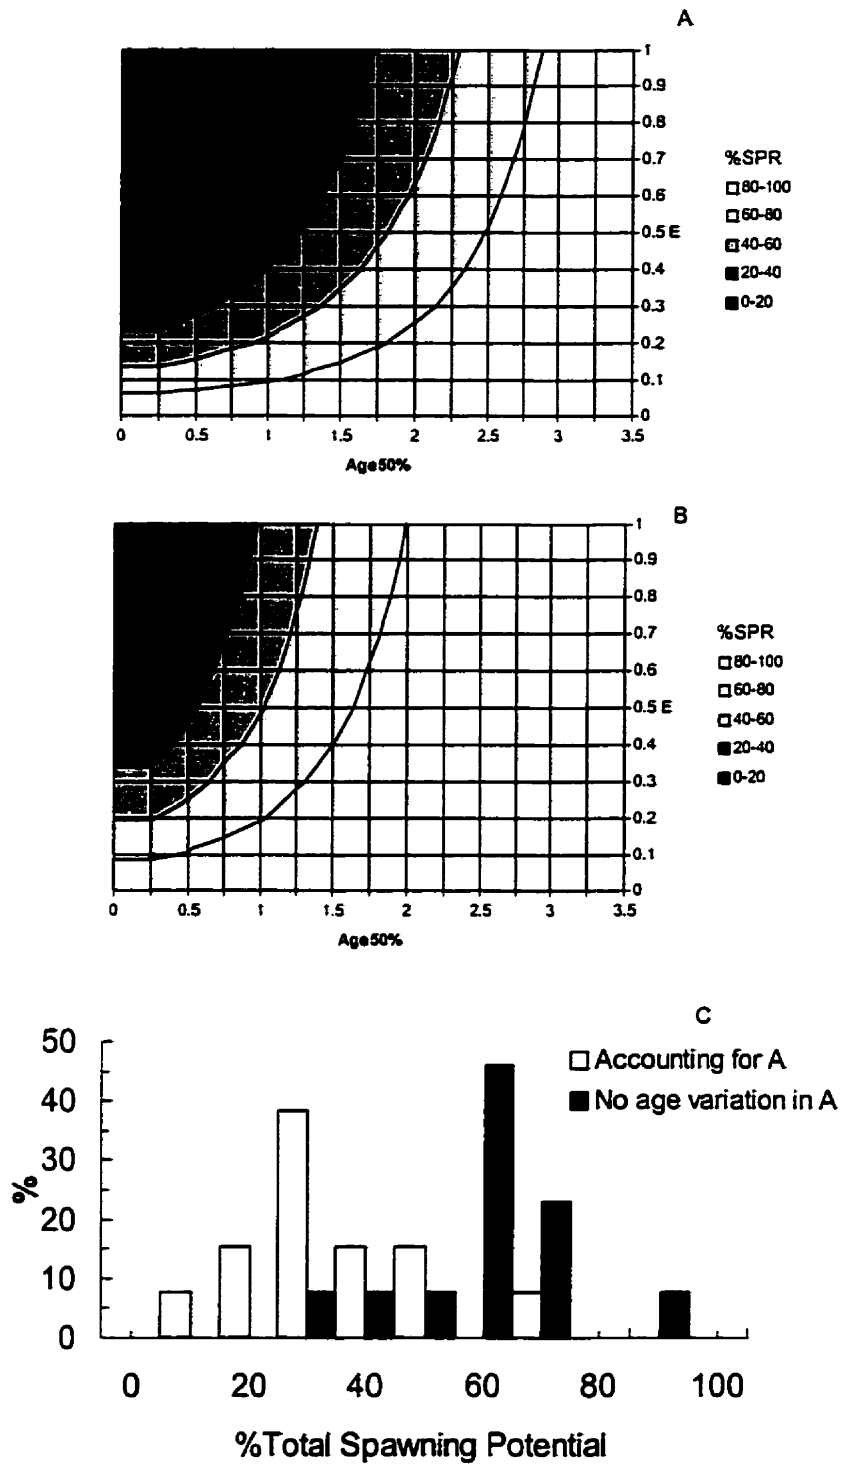 A
1
0.9
0.8
0.7
0.6
0.5 E
0.4
0.3
0.2
0.1
0
%SPR
80-100
60-80
40-60
20-40
0-20
0 0.5 1 1.5 2 2.5 3 3.5
Age50%
B
1
0.9
0.8
0.7
0.6
0.5 E
0.4
0.3
0.2
0.1
0
%SPR
80-100
60-80
40-60
20-40
0-20
0 0.5 1 1.5 2 2.5 3 3.5
Age50%
C
Accounting for A
No age variation in A
50
40
30
20
10
0
%
0 20 40 60 80 100
%Total Spawning Potential